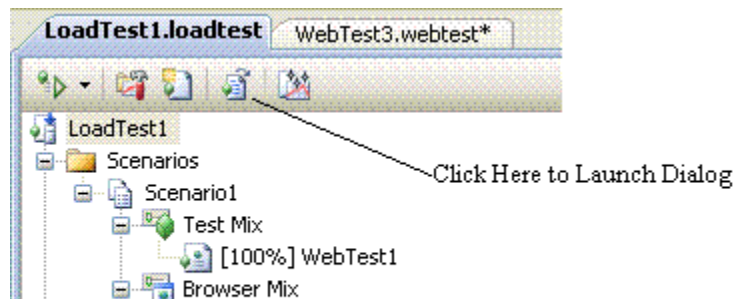 LoadTest1.loadtest WebTest3.webtest*
LoadTest1
Scenarios
Scenario1
Click Here to Launch Dialog
Test Mix
[100%] WebTest1
Browser Mix